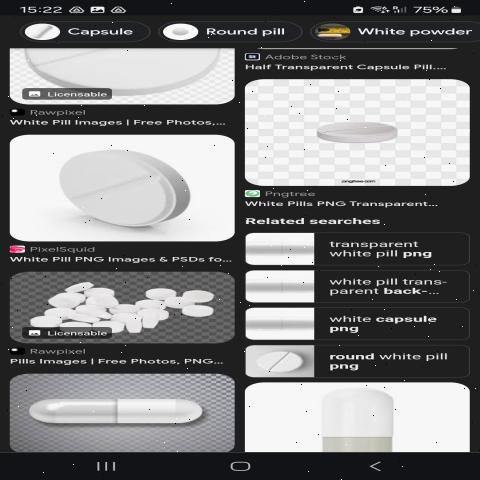 15:22
75%
Capsule
Round pill
White powder
Licensable
Rawpixel
White Pill Images | Free Photos,...
PixelSquid
White Pill PNG Images & PSDs fo...
Licensable
Rawpixel
Pills Images | Free Photos, PNG...
Adobe Stock
Half Transparent Capsule Pill....
pngtree.com
Pngtree
White Pills PNG Transparent...
Related searches
transparent
white pill png
white pill trans-
parent back-...
white capsule
png
round white pill
png